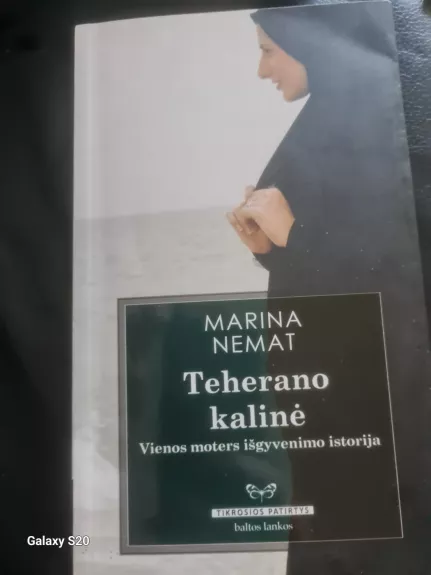 MARINA
NEMAT
Teherano
kalinė
Vienos moters išgyvenimo istorija
TIKROSIOS PATIRTYS
baltos lankos
Galaxy S20